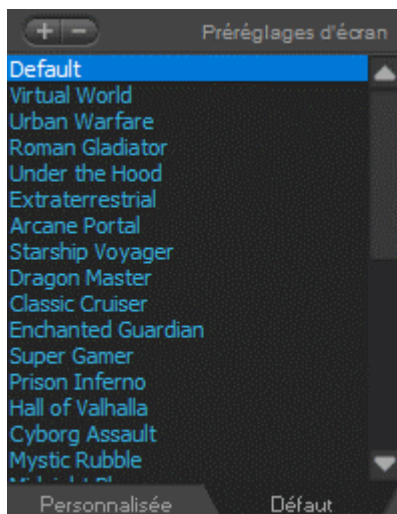 + - Préréglages d'écran
Default
Virtual World
Urban Warfare
Roman Gladiator
Under the Hood
Extraterrestrial
Arcane Portal
Starship Voyager
Dragon Master
Classic Cruiser
Enchanted Guardian
Super Gamer
Prison Inferno
Hall of Valhalla
Cyborg Assault
Mystic Rubble
Personnalisée Défaut